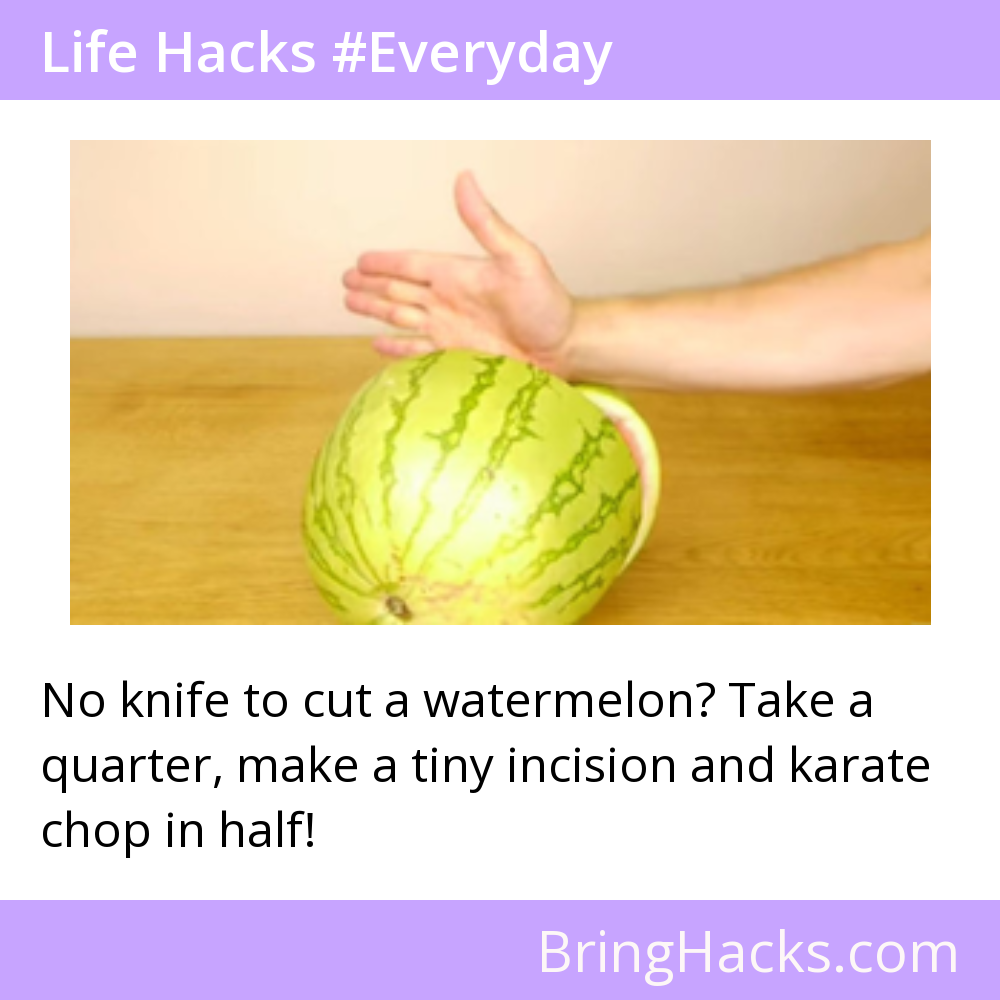 Life Hacks #Everyday
No knife to cut a watermelon? Take a
quarter, make a tiny incision and karate
chop in half!
BringHacks.com